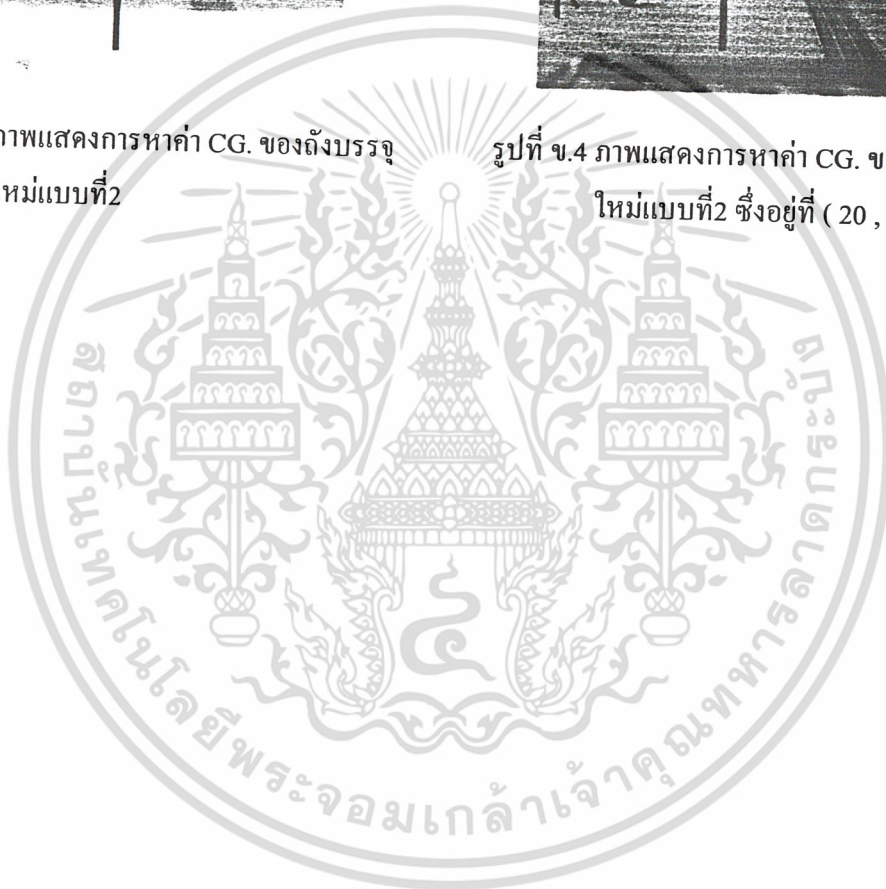 ภาพแสดงการหาค่า CG. ของถังบรรจุ
หม่แบบที่2
รูปที่ ข.4 ภาพแสดงการหาค่า CG. ข
ใหม่แบบที่2 ซึ่งอยู่ที่ ( 20 ,
สถาบันเทคโนโลยีพระจอมเกล้าเจ้าคุณทหารลาดกระบัง